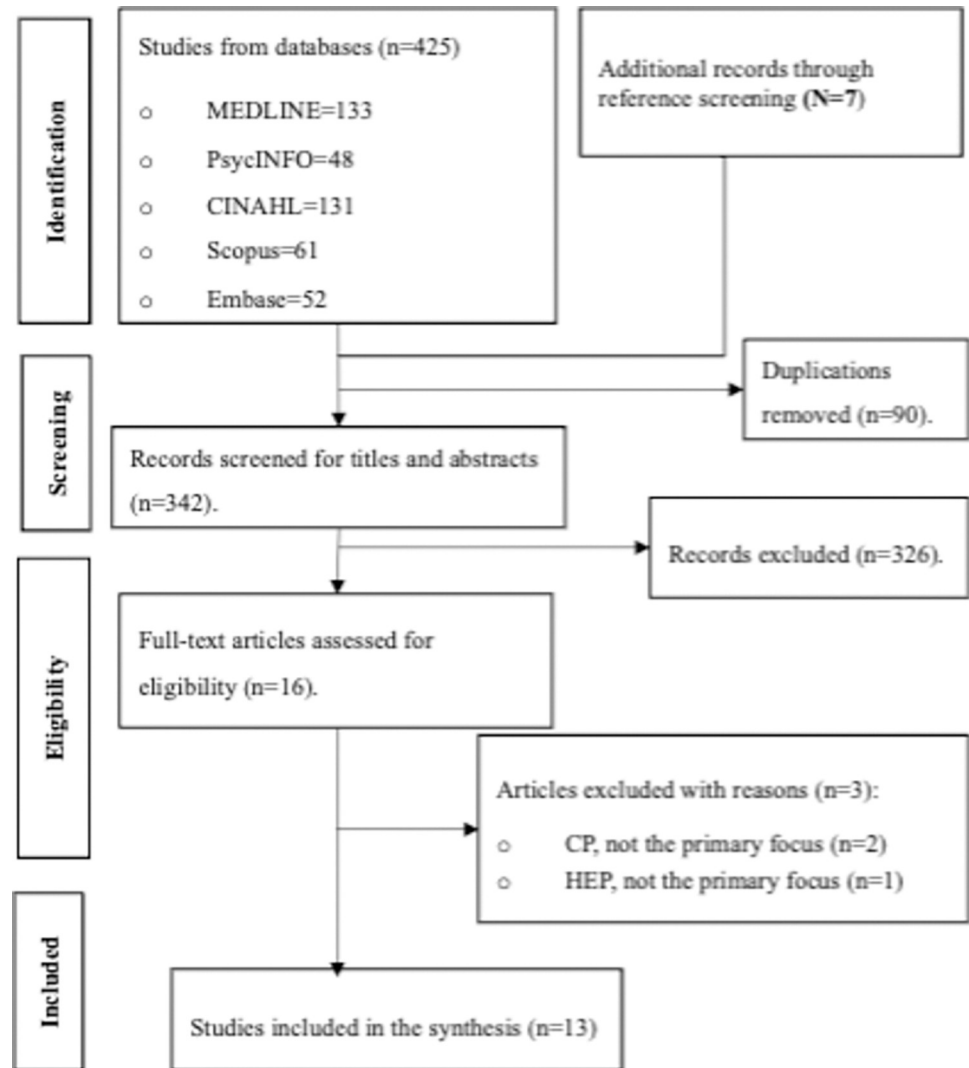 Identification
Studies from databases (n=425)
o MEDLINE=133
o PsycINFO=48
o CINAHL=131
o Scopus=61
o Embase=52
Additional records through
reference screening (N=7)
Screening
Duplications
removed (n=90).
Records screened for titles and abstracts
(n=342).
Records excluded (n=326).
Eligibility
Full-text articles assessed for
eligibility (n=16).
Articles excluded with reasons (n=3):
o CP, not the primary focus (n=2)
o HEP, not the primary focus (n=1)
Included
Studies included in the synthesis (n=13)